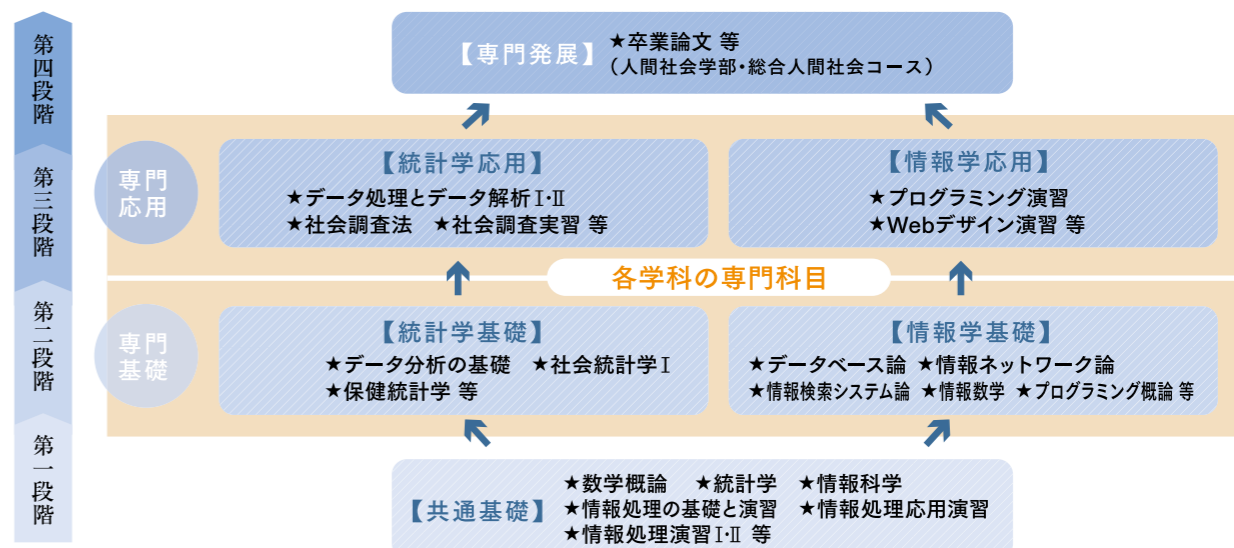 第四段階
【専門発展】
★卒業論文 等
（人間社会学部・総合人間社会コース）
第三段階
専門
応用
【統計学応用】
★データ処理とデータ解析Ⅰ・Ⅱ
★社会調査法 ★社会調査実習 等
【情報学応用】
★プログラミング演習
★Webデザイン演習 等
各学科の専門科目
第二段階
専門
基礎
【統計学基礎】
★データ分析の基礎 ★社会統計学Ⅰ
★保健統計学 等
【情報学基礎】
★データベース論 ★情報ネットワーク論
★情報検索システム論 ★情報数学 ★プログラミング概論 等
第一段階
【共通基礎】
★数学概論 ★統計学 ★情報科学
★情報処理の基礎と演習 ★情報処理応用演習
★情報処理演習Ⅰ・Ⅱ 等